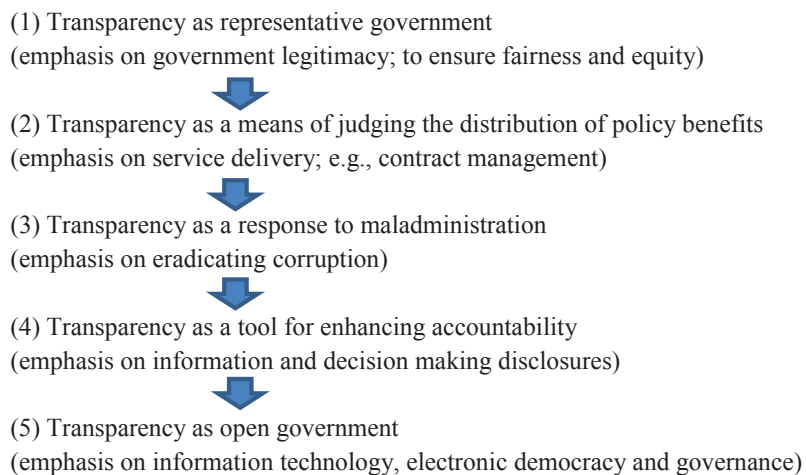 (1) Transparency as representative government
(emphasis on government legitimacy; to ensure fairness and equity)
(2) Transparency as a means of judging the distribution of policy benefits
(emphasis on service delivery; e.g., contract management)
(3) Transparency as a response to maladministration
(emphasis on eradicating corruption)
(4) Transparency as a tool for enhancing accountability
(emphasis on information and decision making disclosures)
(5) Transparency as open government
(emphasis on information technology, electronic democracy and governance)